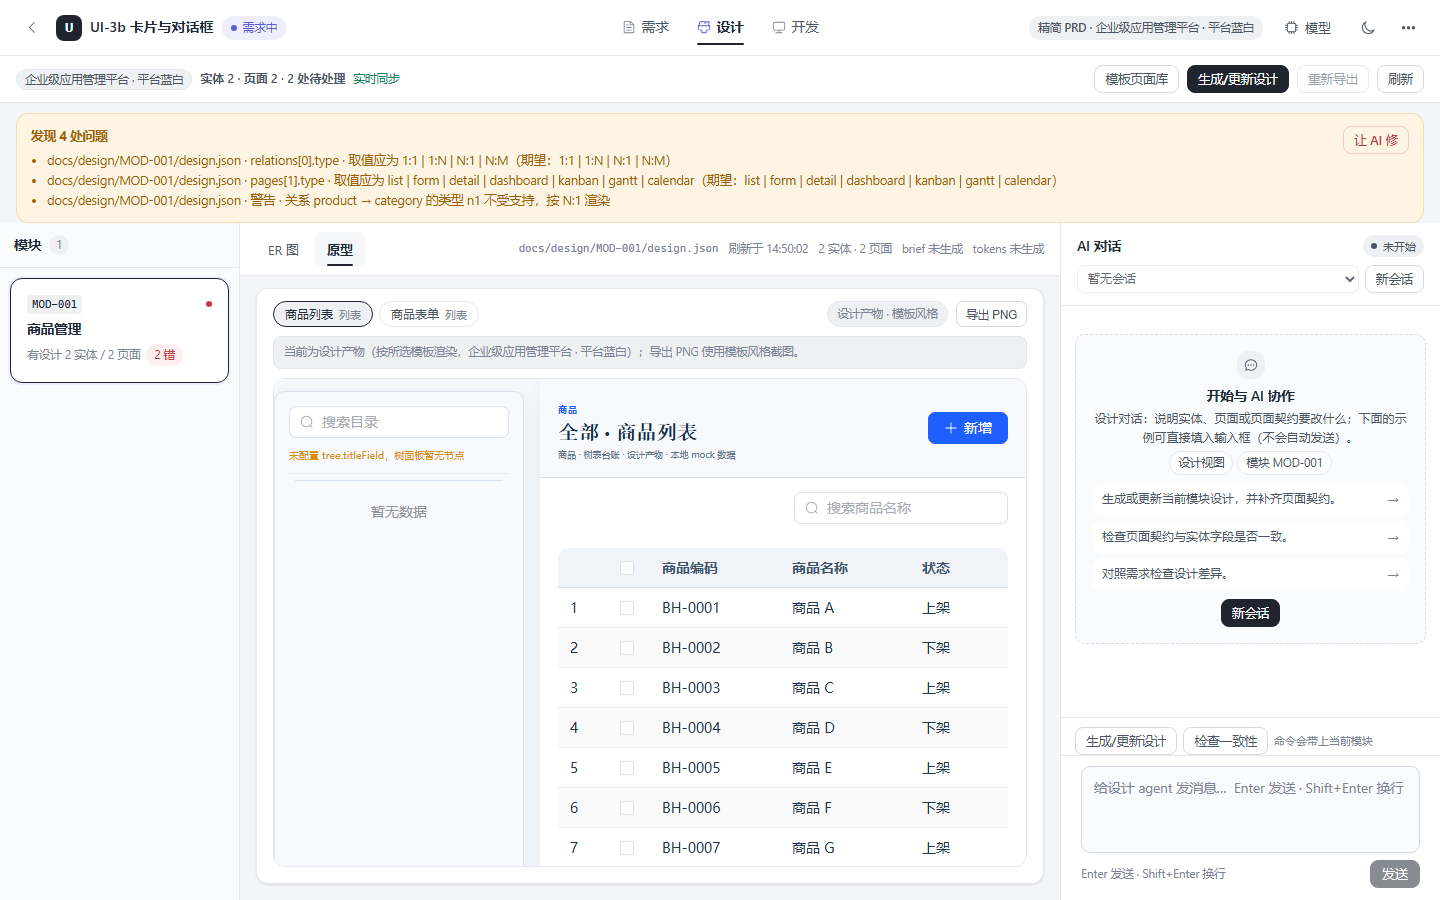 U UI-3b 卡片与对话框 需求中 需求 设计 开发 精简 PRD · 企业级应用管理平台 · 平台蓝白 模型
企业级应用管理平台 · 平台蓝白 实体 2 · 页面 2 · 2 处待处理 实时同步 模板页面库 生成/更新设计 重新导出 刷新
发现 4 处问题 让 AI 修
docs/design/MOD-001/design.json · relations[0].type · 取值应为 1:1 | 1:N | N:1 | N:M（期望：1:1 | 1:N | N:1 | N:M）
docs/design/MOD-001/design.json · pages[1].type · 取值应为 list | form | detail | dashboard | kanban | gantt | calendar（期望：list | form | detail | dashboard | kanban | gantt | calendar）
docs/design/MOD-001/design.json · 警告 · 关系 product → category 的类型 n1 不受支持，按 N:1 渲染
模块 1
MOD-001
商品管理
有设计 2 实体 / 2 页面 2 错
ER 图 原型 docs/design/MOD-001/design.json 刷新于 14:50:02 2 实体 · 2 页面 brief 未生成 tokens 未生成
商品列表 列表 商品表单 列表 设计产物 · 模板风格 导出 PNG
当前为设计产物（按所选模板渲染，企业级应用管理平台 · 平台蓝白）；导出 PNG 使用模板风格截图。
搜索目录
未配置 tree.titleField，树面板暂无节点
暂无数据
商品
全部 · 商品列表
商品 · 树表台账 · 设计产物 · 本地 mock 数据
新增
搜索商品名称
商品编码 商品名称 状态
1 BH-0001 商品 A 上架
2 BH-0002 商品 B 下架
3 BH-0003 商品 C 上架
4 BH-0004 商品 D 下架
5 BH-0005 商品 E 上架
6 BH-0006 商品 F 下架
7 BH-0007 商品 G 上架
AI 对话 未开始
暂无会话 新会话
开始与 AI 协作
设计对话：说明实体、页面或页面契约要改什么；下面的示
例可直接填入输入框（不会自动发送）。
设计视图 模块 MOD-001
生成或更新当前模块设计，并补齐页面契约。 →
检查页面契约与实体字段是否一致。 →
对照需求检查设计差异。 →
新会话
生成/更新设计 检查一致性 命令会带上当前模块
给设计 agent 发消息… Enter 发送 · Shift+Enter 换行
Enter 发送 · Shift+Enter 换行 发送